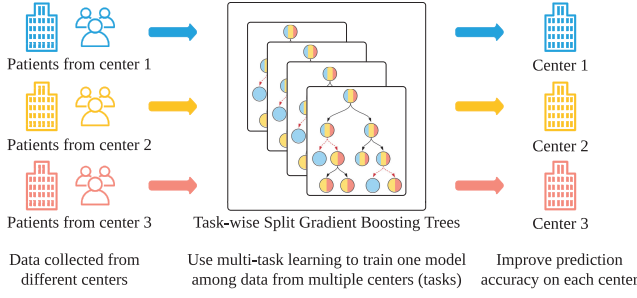 Patients from center 1
Center 1
Patients from center 2
Center 2
Patients from center 3
Task-wise Split Gradient Boosting Trees
Center 3
Data collected from
different centers
Use multi-task learning to train one model
among data from multiple centers (tasks)
Improve prediction
accuracy on each center